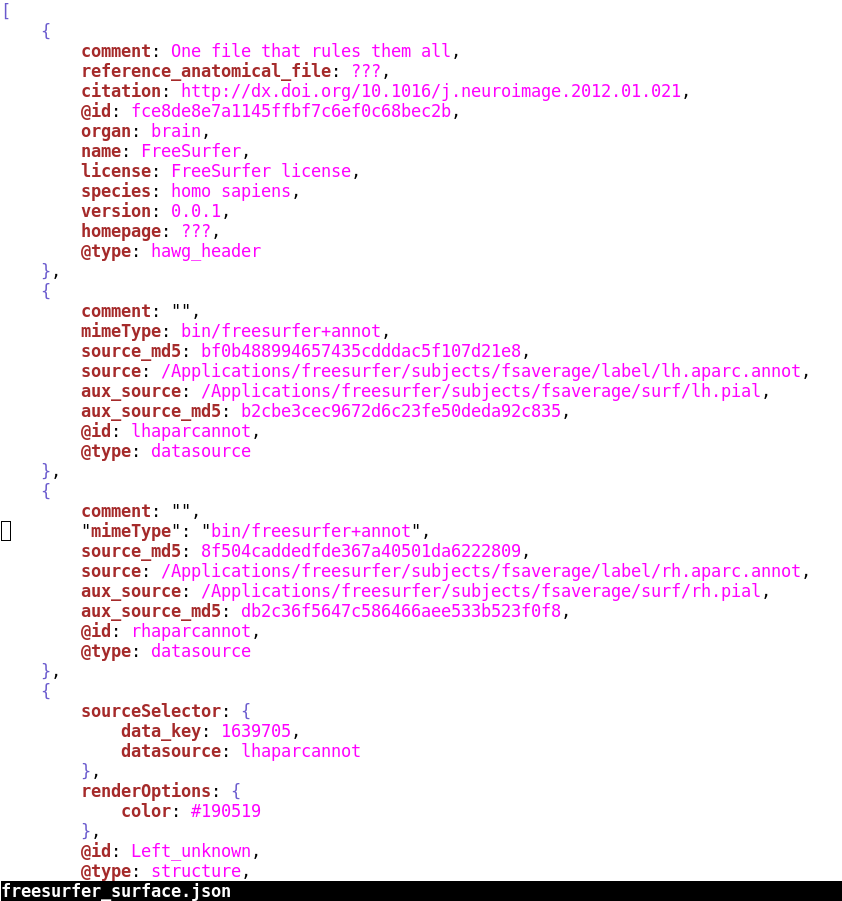 [
    {
        comment: One file that rules them all,
        reference_anatomical_file: ???,
        citation: http://dx.doi.org/10.1016/j.neuroimage.2012.01.021,
        @id: fce8de8e7a1145ffbf7c6ef0c68bec2b,
        organ: brain,
        name: FreeSurfer,
        license: FreeSurfer license,
        species: homo sapiens,
        version: 0.0.1,
        homepage: ???,
        @type: hawg_header
    },
    {
        comment: "",
        mimeType: bin/freesurfer+annot,
        source_md5: bf0b488994657435cdddac5f107d21e8,
        source: /Applications/freesurfer/subjects/fsaverage/label/lh.aparc.annot,
        aux_source: /Applications/freesurfer/subjects/fsaverage/surf/lh.pial,
        aux_source_md5: b2cbe3cec9672d6c23fe50deda92c835,
        @id: lhaparcannot,
        @type: datasource
    },
    {
        comment: "",
        "mimeType": "bin/freesurfer+annot",
        source_md5: 8f504caddedfde367a40501da6222809,
        source: /Applications/freesurfer/subjects/fsaverage/label/rh.aparc.annot,
        aux_source: /Applications/freesurfer/subjects/fsaverage/surf/rh.pial,
        aux_source_md5: db2c36f5647c586466aee533b523f0f8,
        @id: rhaparcannot,
        @type: datasource
    },
    {
        sourceSelector: {
            data_key: 1639705,
            datasource: lhaparcannot
        },
        renderOptions: {
            color: #190519
        },
        @id: Left_unknown,
        @type: structure,
freesurfer_surface.json